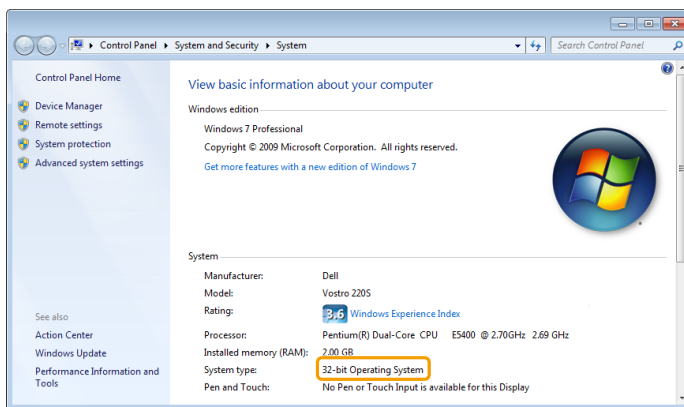 Control Panel ▸ System and Security ▸ System
Search Control Panel
Control Panel Home
Device Manager
Remote settings
System protection
Advanced system settings
See also
Action Center
Windows Update
Performance Information and
Tools
View basic information about your computer
Windows edition
Windows 7 Professional
Copyright © 2009 Microsoft Corporation. All rights reserved.
Get more features with a new edition of Windows 7
System
Manufacturer: Dell
Model: Vostro 220S
Rating: 3.6 Windows Experience Index
Processor: Pentium(R) Dual-Core CPU E5400 @ 2.70GHz 2.69 GHz
Installed memory (RAM): 2.00 GB
System type: 32-bit Operating System
Pen and Touch: No Pen or Touch Input is available for this Display